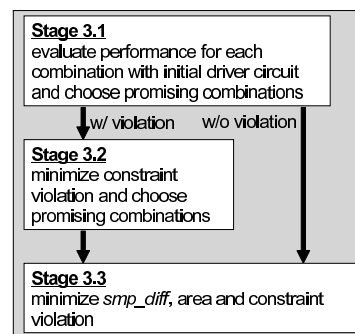 Stage 3.1
evaluate performance for each
combination with initial driver circuit
and choose promising combinations
w/ violation
w/o violation
Stage 3.2
minimize constraint
violation and choose
promising combinations
Stage 3.3
minimize smp_diff, area and constraint
violation